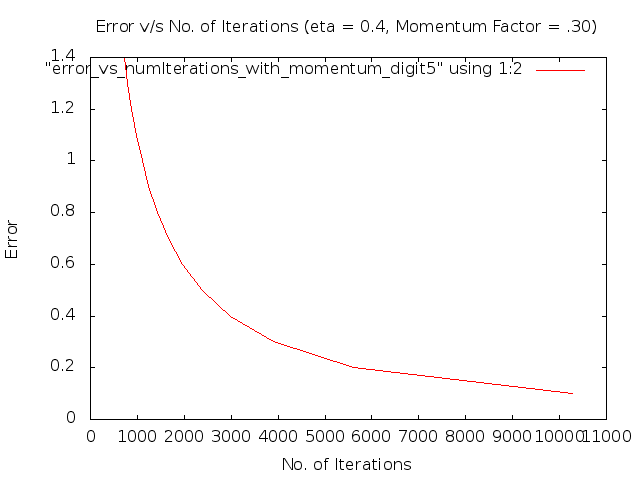 Error v/s No. of Iterations (eta = 0.4, Momentum Factor = .30)
"error_vs_numIterations_with_momentum_digit5" using 1:2
1.4
1.2
1
0.8
0.6
0.4
0.2
0
Error
0 1000 2000 3000 4000 5000 6000 7000 8000 9000 10000 11000
No. of Iterations